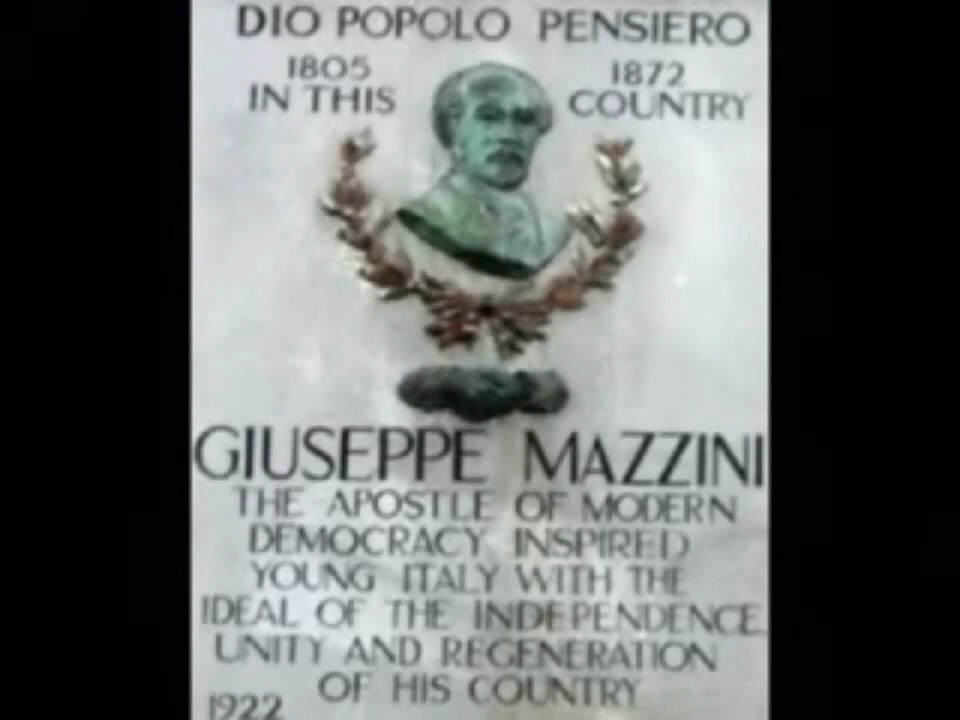 DIO POPOLO PENSIERO
1805 1872
IN THIS COUNTRY
GIUSEPPE MAZZINI
THE APOSTLE OF MODERN
DEMOCRACY INSPIRED
YOUNG ITALY WITH THE
IDEAL OF THE INDEPENDENCE
UNITY AND REGENERATION
OF HIS COUNTRY
1922